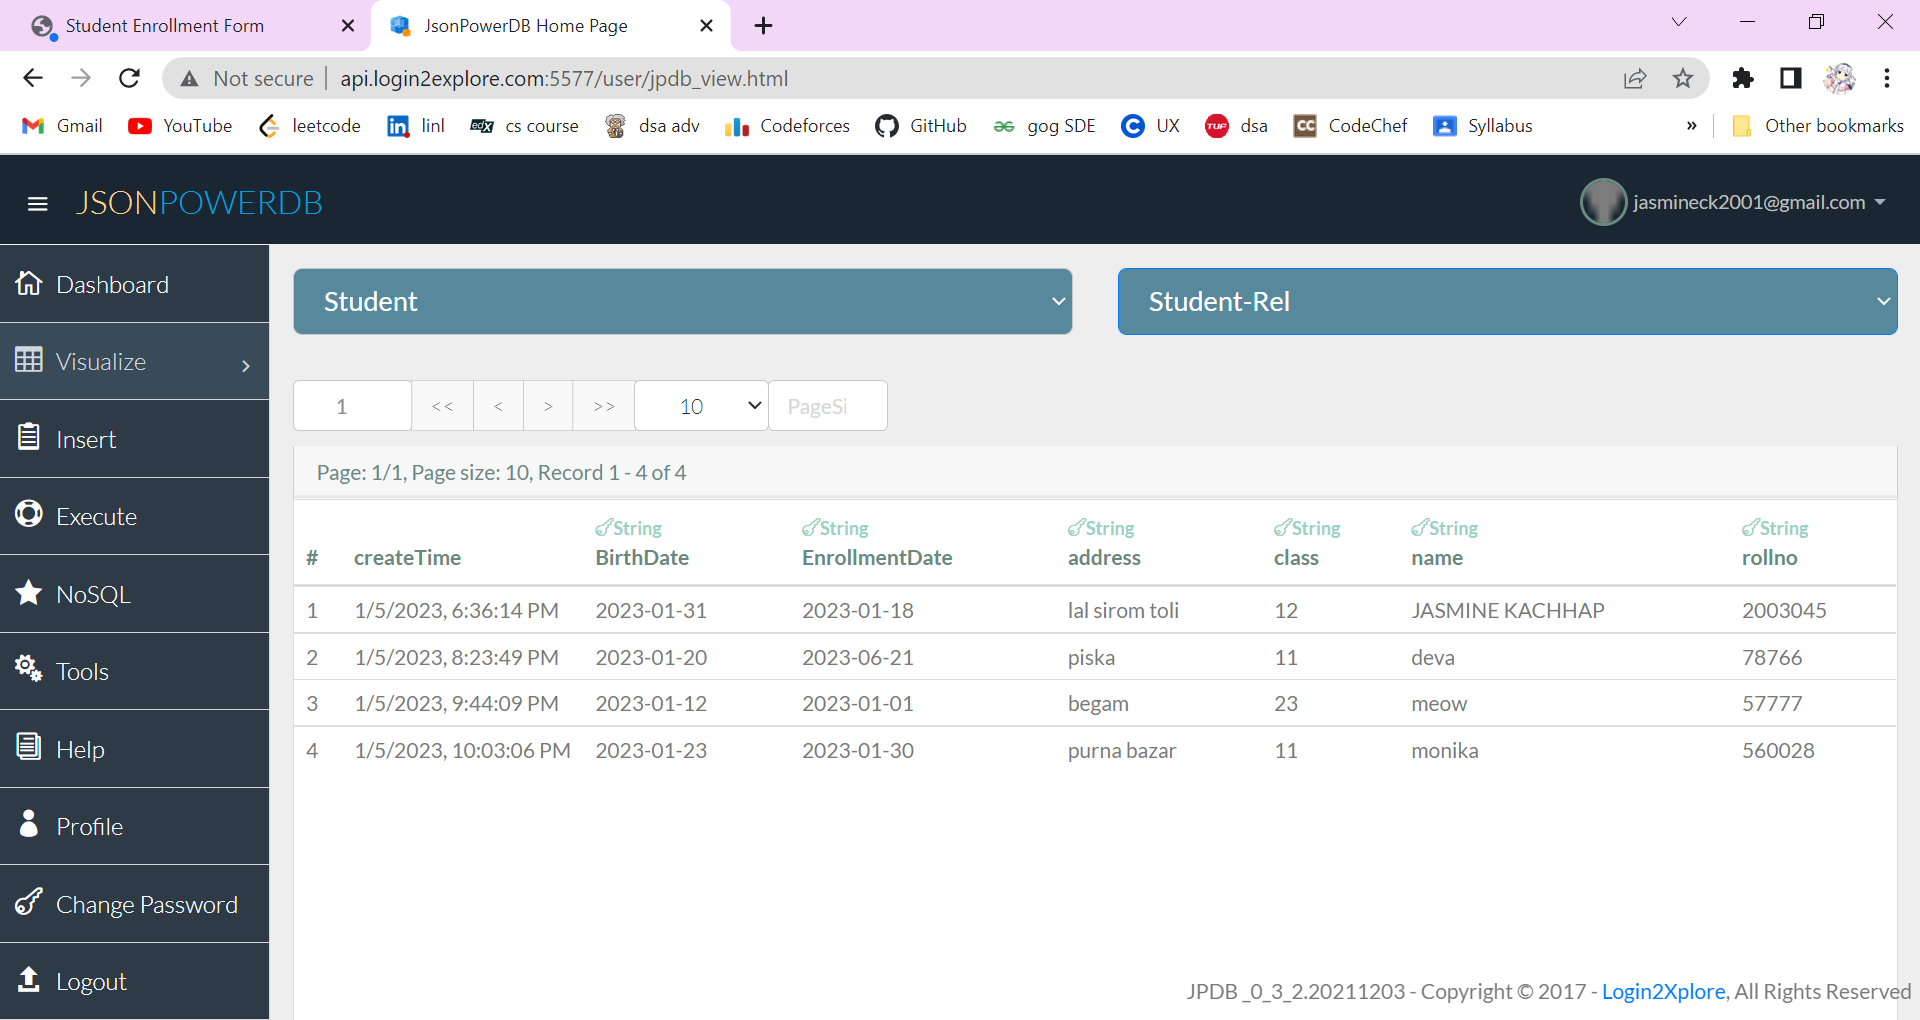 Student Enrollment Form
JsonPowerDB Home Page
Not secure
api.login2explore.com:5577/user/jpdb_view.html
Gmail YouTube leetcode linl cs course dsa adv Codeforces GitHub gog SDE UX dsa CodeChef Syllabus » Other bookmarks
JSONPOWERDB
jasmineck2001@gmail.com
Dashboard
Visualize
Insert
Execute
NoSQL
Tools
Help
Profile
Change Password
Logout
Student
Student-Rel
1 << < > >> 10 PageSi
Page: 1/1, Page size: 10, Record 1 - 4 of 4
String String String String String String
# createTime BirthDate EnrollmentDate address class name rollno
1 1/5/2023, 6:36:14 PM 2023-01-31 2023-01-18 lal sirom toli 12 JASMINE KACHHAP 2003045
2 1/5/2023, 8:23:49 PM 2023-01-20 2023-06-21 piska 11 deva 78766
3 1/5/2023, 9:44:09 PM 2023-01-12 2023-01-01 begam 23 meow 57777
4 1/5/2023, 10:03:06 PM 2023-01-23 2023-01-30 purna bazar 11 monika 560028
JPDB _0_3_2.20211203 - Copyright © 2017 - Login2Xplore, All Rights Reserved